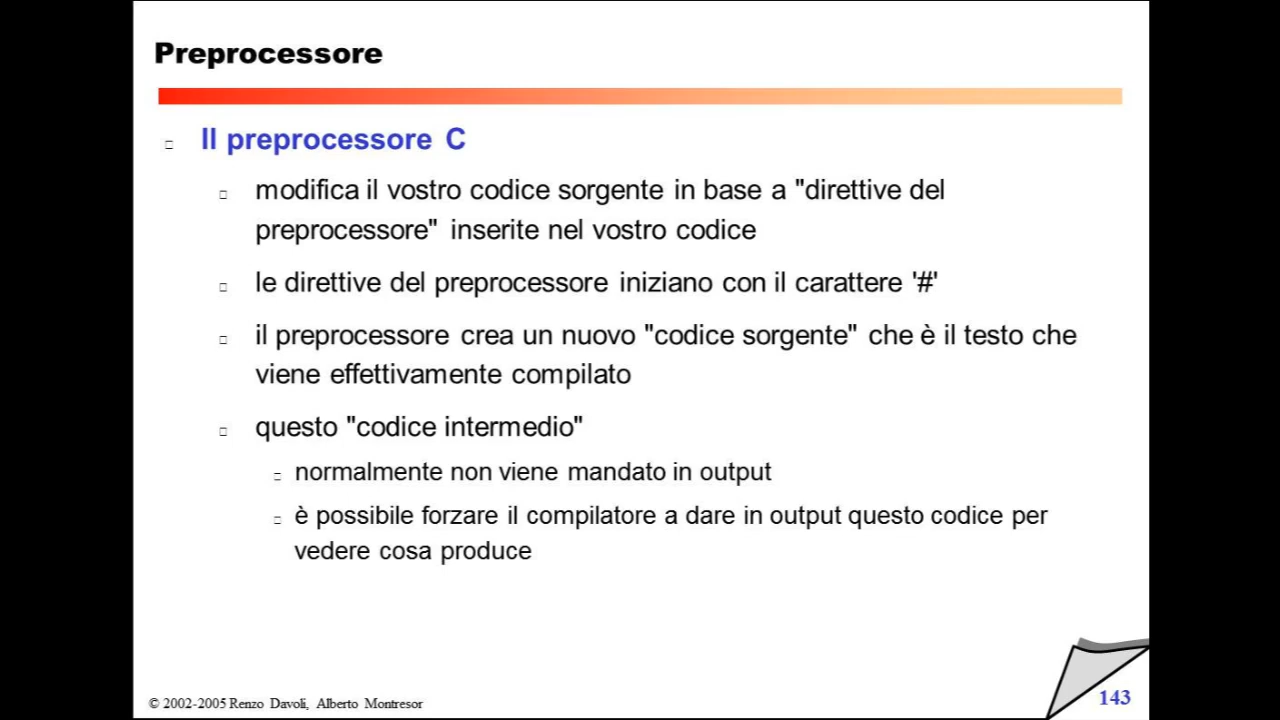 Preprocessore
Il preprocessore C
modifica il vostro codice sorgente in base a "direttive del
preprocessore" inserite nel vostro codice
le direttive del preprocessore iniziano con il carattere '#'
il preprocessore crea un nuovo "codice sorgente" che è il testo che
viene effettivamente compilato
questo "codice intermedio"
normalmente non viene mandato in output
è possibile forzare il compilatore a dare in output questo codice per
vedere cosa produce
© 2002-2005 Renzo Davoli, Alberto Montresor
143